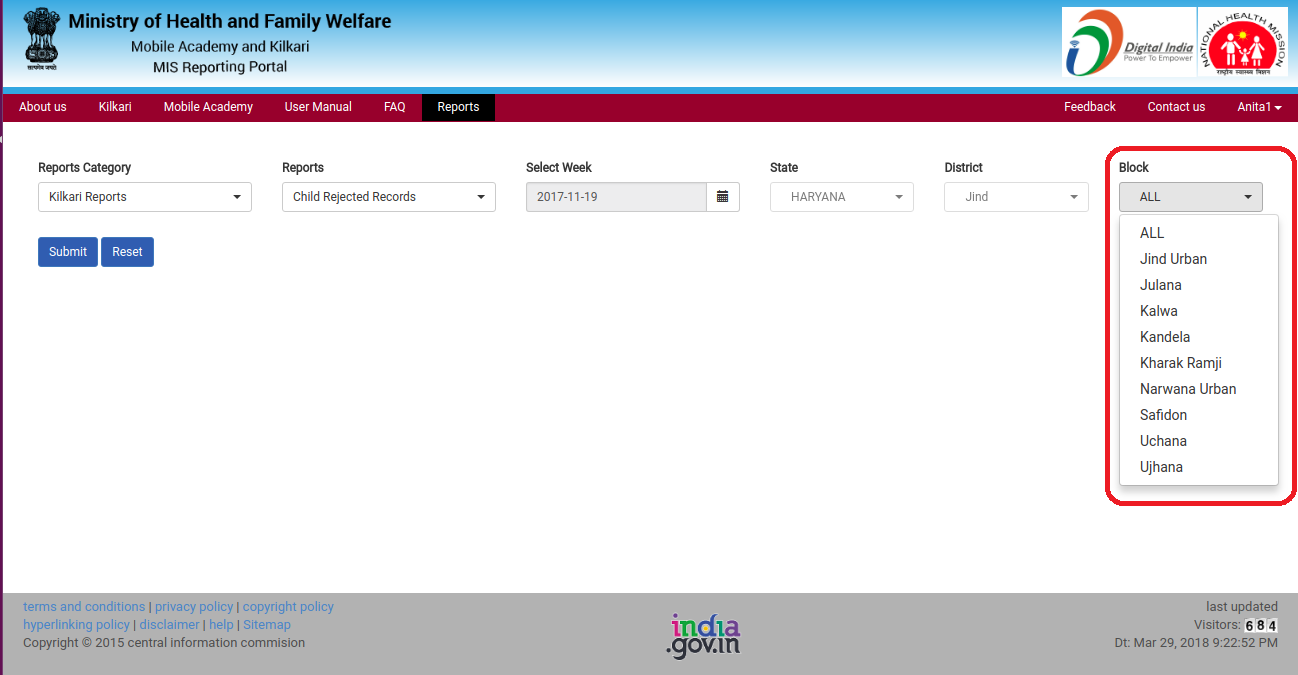 Ministry of Health and Family Welfare
Mobile Academy and Kilkari
MIS Reporting Portal
सत्यमेव जयते
Digital India
Power To Empower
NATIONAL HEALTH MISSION
राष्ट्रीय स्वास्थ्य मिशन
About us Kilkari Mobile Academy User Manual FAQ Reports Feedback Contact us Anita1
Reports Category Reports Select Week State District Block
Kilkari Reports Child Rejected Records 2017-11-19 HARYANA Jind ALL
Submit Reset
ALL
Jind Urban
Julana
Kalwa
Kandela
Kharak Ramji
Narwana Urban
Safidon
Uchana
Ujhana
terms and conditions | privacy policy | copyright policy
hyperlinking policy | disclaimer | help | Sitemap
Copyright © 2015 central information commision
india
.gov.in
last updated
Visitors: 684
Dt: Mar 29, 2018 9:22:52 PM